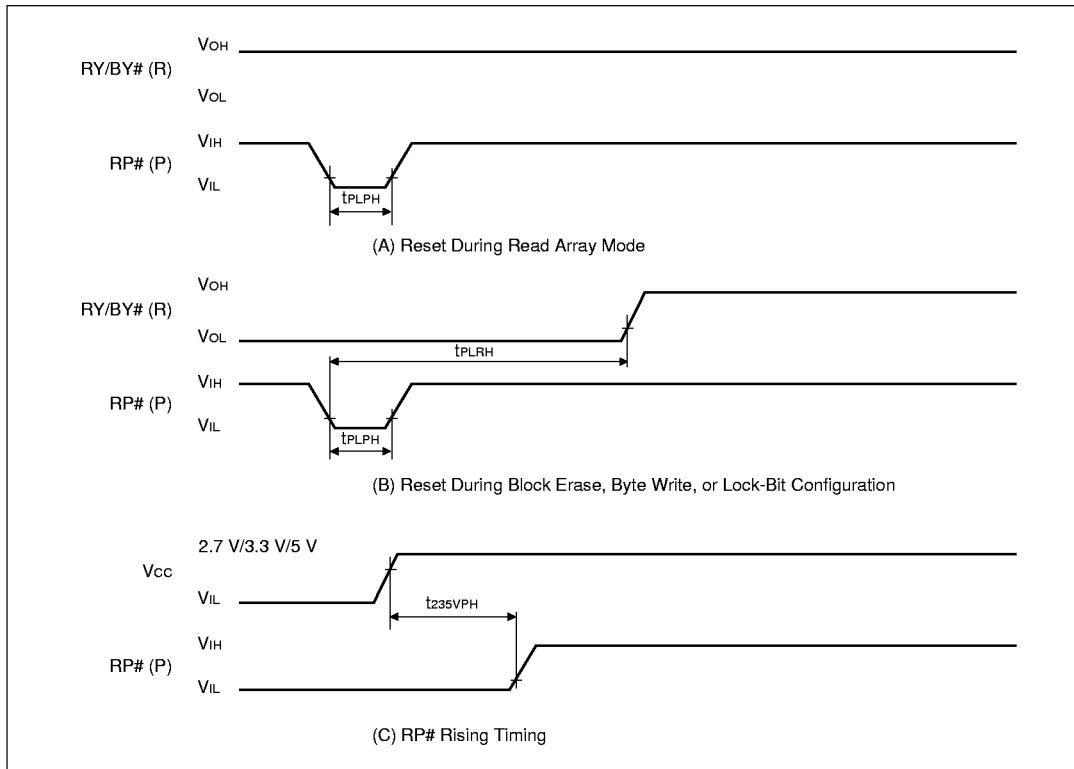 VOH
RY/BY# (R)
VOL
VIH
RP# (P)
VIL
tPLPH
(A) Reset During Read Array Mode
VOH
RY/BY# (R)
VOL
tPLRH
VIH
RP# (P)
VIL
tPLPH
(B) Reset During Block Erase, Byte Write, or Lock-Bit Configuration
2.7 V/3.3 V/5 V
VCC
VIL
t235VPH
VIH
RP# (P)
VIL
(C) RP# Rising Timing